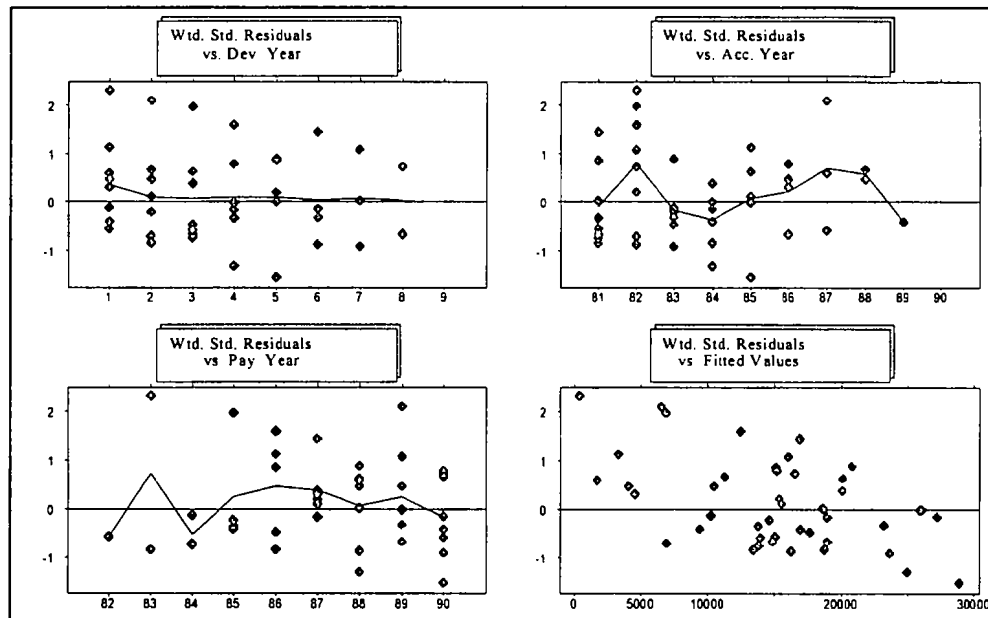 Wtd. Std. Residuals
vs. Dev Year
2
1
0
-1
1 2 3 4 5 6 7 8 9
Wtd. Std. Residuals
vs. Acc. Year
2
1
0
-1
81 82 83 84 85 86 87 88 89 90
Wtd. Std. Residuals
vs Pay Year
2
1
0
-1
82 83 84 85 86 87 88 89 90
Wtd. Std. Residuals
vs Fitted Values
2
1
0
-1
0 5000 10000 20000 30000